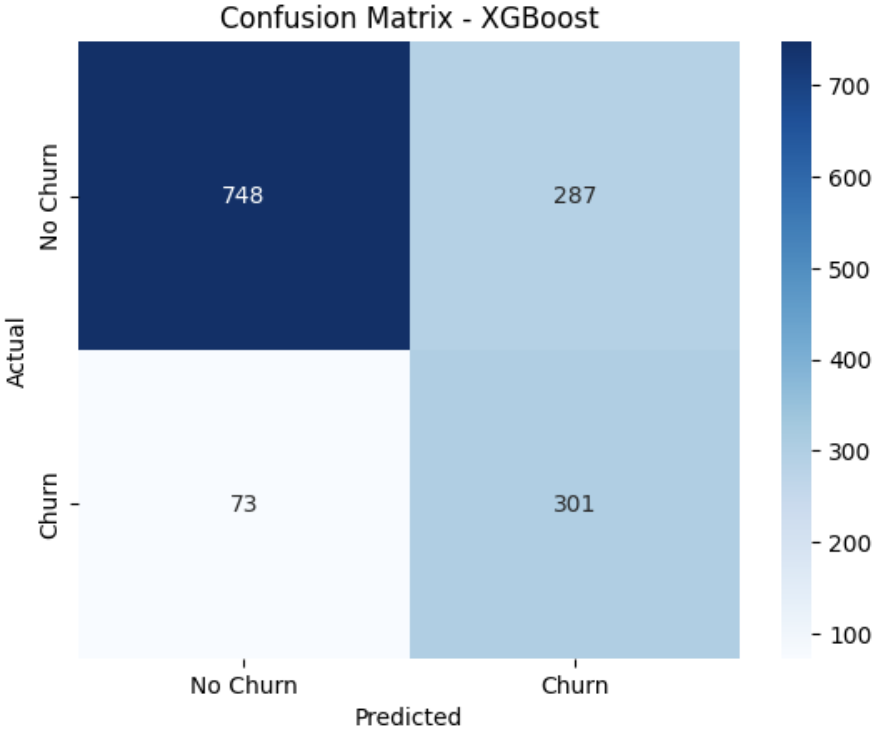 Confusion Matrix - XGBoost
Actual
No Churn
Churn
748
287
73
301
No Churn
Churn
Predicted
700
600
500
400
300
200
100